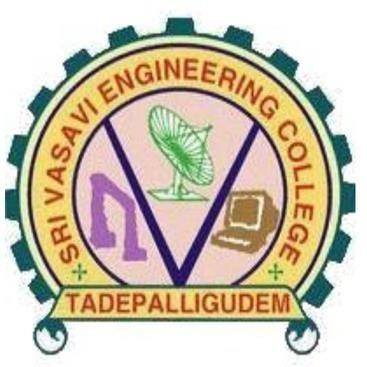 SRI VASAVI ENGINEERING COLLEGE
TADEPALLIGUDEM